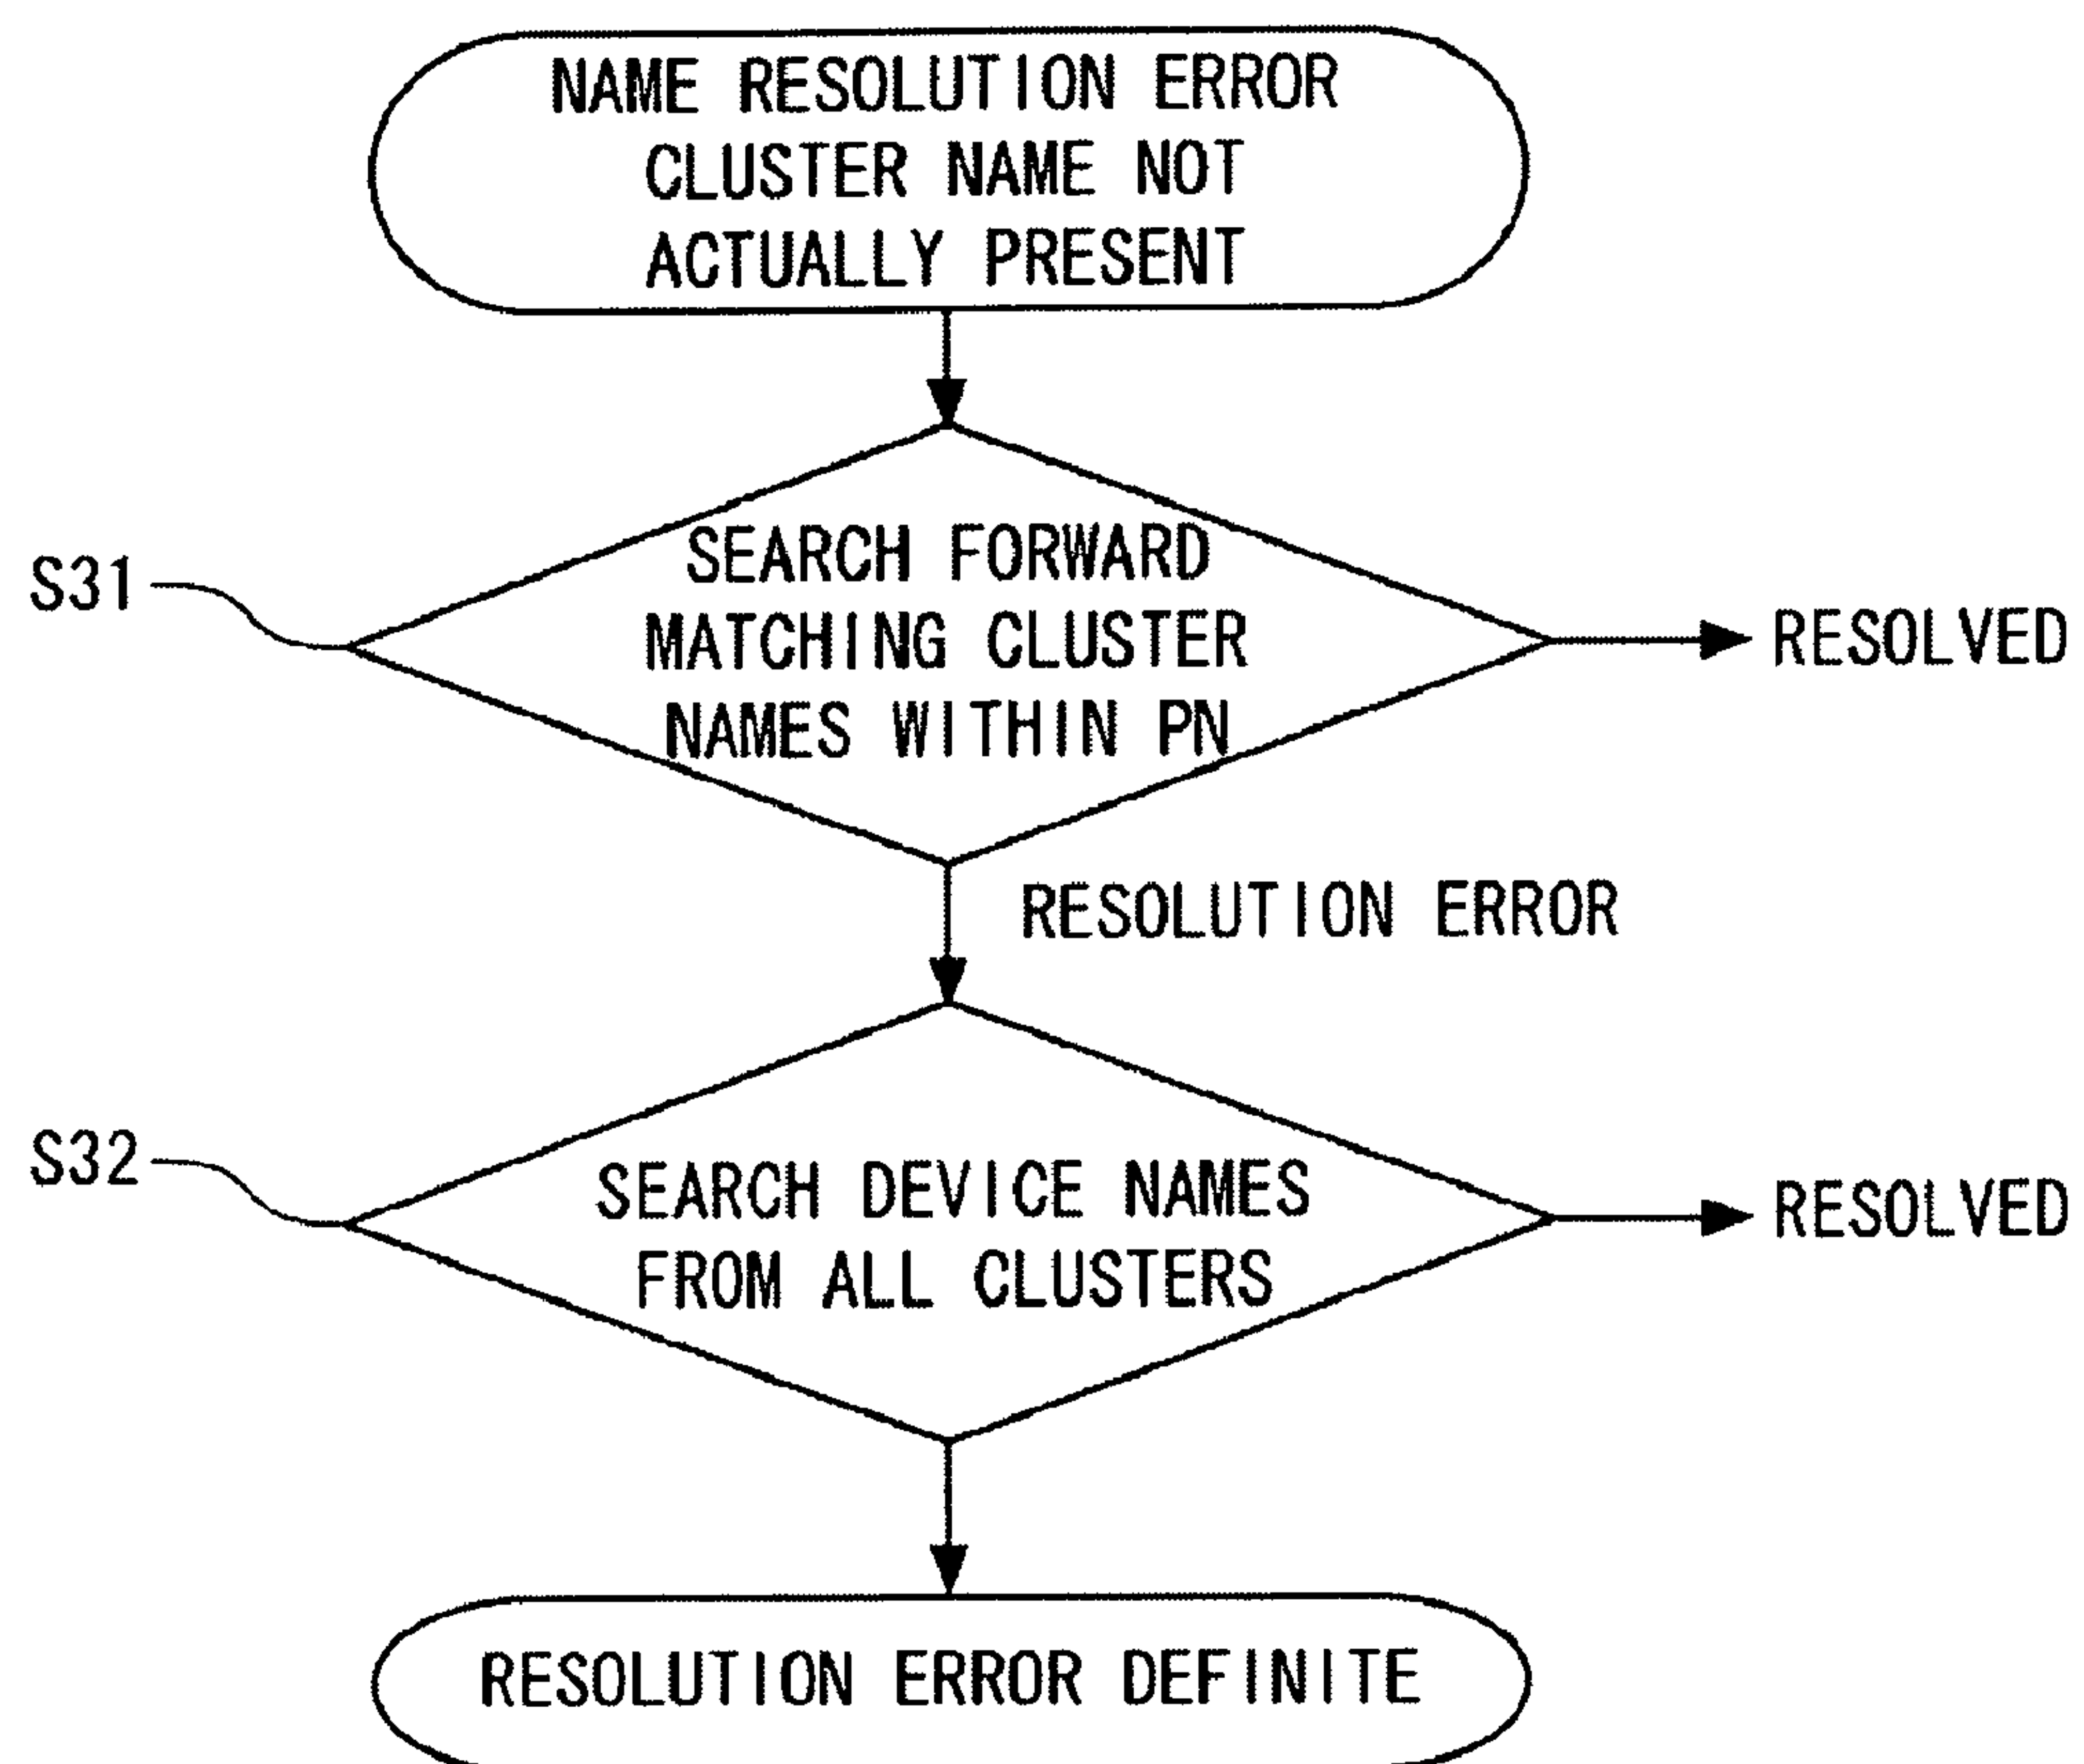 NAME RESOLUTION ERROR
CLUSTER NAME NOT
ACTUALLY PRESENT
S31
SEARCH FORWARD
MATCHING CLUSTER
NAMES WITHIN PN
RESOLVED
RESOLUTION ERROR
S32
SEARCH DEVICE NAMES
FROM ALL CLUSTERS
RESOLVED
RESOLUTION ERROR DEFINITE